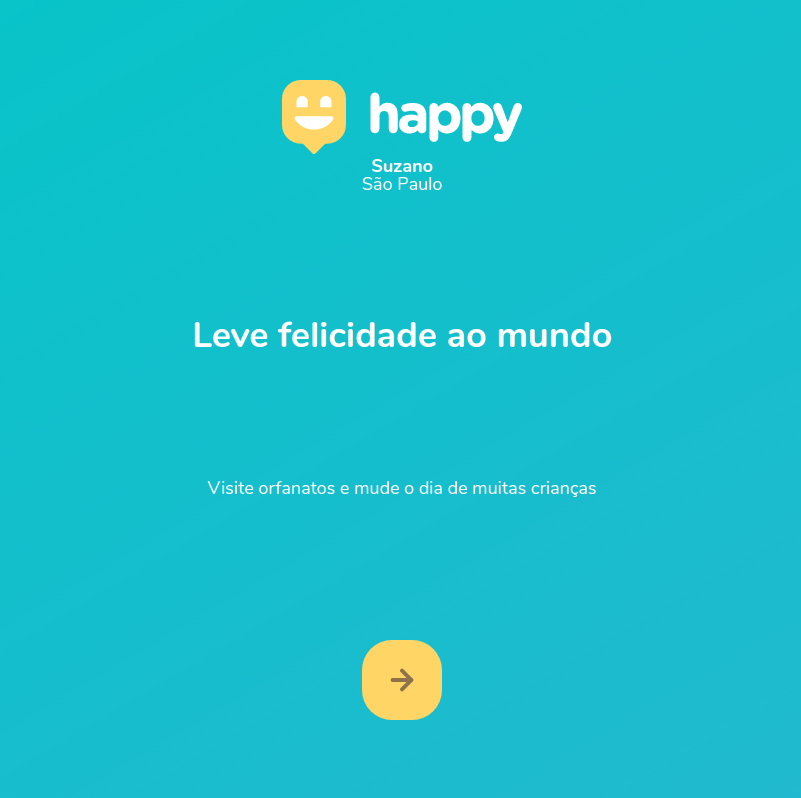 happy
Suzano
São Paulo
Leve felicidade ao mundo
Visite orfanatos e mude o dia de muitas crianças